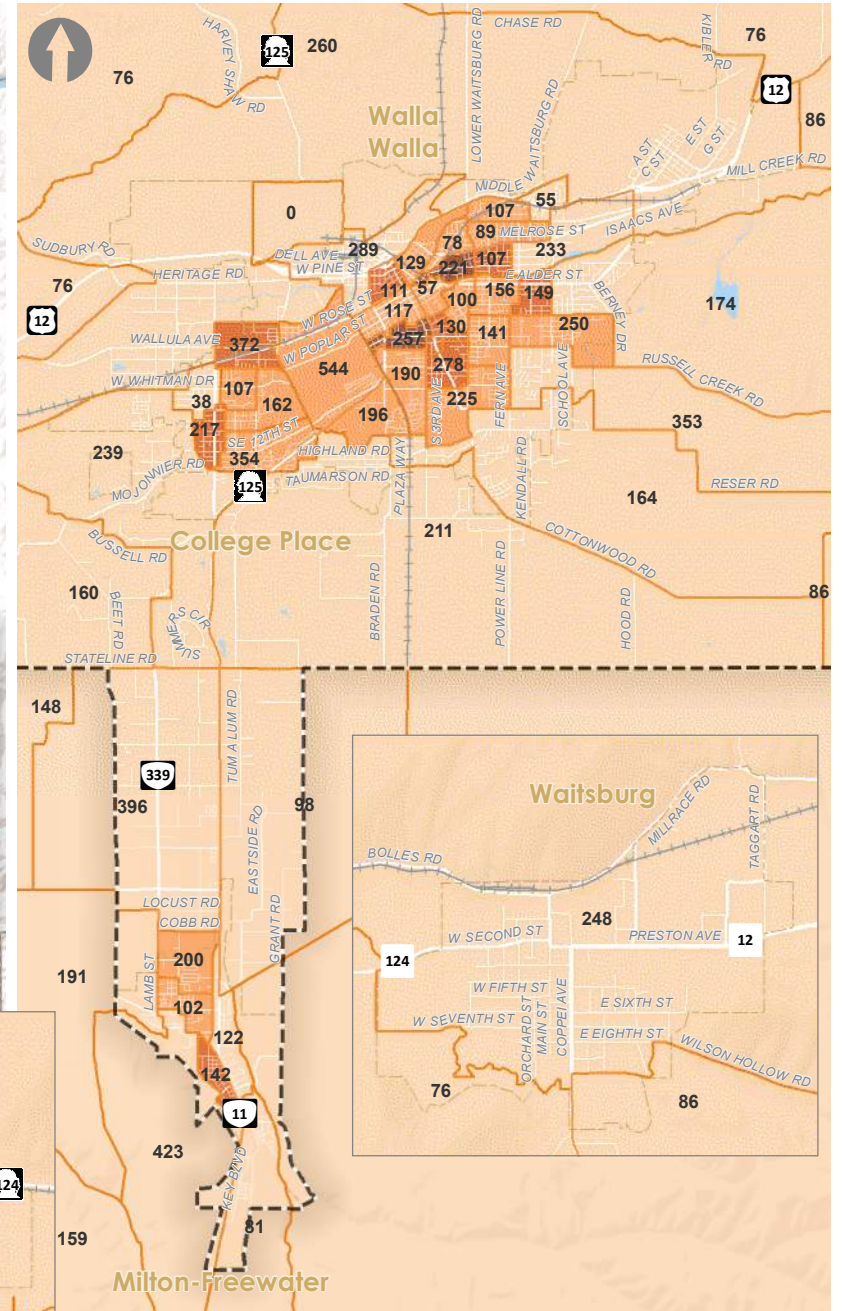 HARVEY SHAW RD
125
260
76
LOWER WAITSBURG RD
CHASE RD
KIBLER RD
76
12
86
Walla
Walla
MIDDLE WAITSBURG RD
A ST
C ST
E ST
G ST
MILL CREEK RD
0
55
107
89
MELROSE ST
ISAACS AVE
SUDBURY RD
DELL AVE
289
78
233
W PINE ST
129
221
107
HERITAGE RD
E ALDER ST
76
12
111
57
100
156
149
BERNEY DR
174
W ROSE ST
117
WALLULA AVE
372
W POPLAR ST
257
130
141
250
W WHITMAN DR
544
190
278
RUSSELL CREEK RD
38
107
162
196
S 3RD AVE
225
FERN AVE
SCHOOL AVE
353
217
SE 12TH ST
239
354
HIGHLAND RD
MOJONNIER RD
125
TAUMARSON RD
PLAZA WAY
KENDALL RD
RESER RD
164
College Place
211
COTTONWOOD RD
BUSSELL RD
160
BEET RD
SUMMERS CIR
BRADEN RD
POWER LINE RD
HOOD RD
86
STATELINE RD
148
339
TUM A LUM RD
396
98
EASTSIDE RD
LOCUST RD
COBB RD
GRANT RD
LAMB ST
200
191
102
122
142
11
423
KEY BLVD
81
159
Milton-Freewater
124
Waitsburg
MILLRACE RD
TAGGART RD
BOLLES RD
248
W SECOND ST
PRESTON AVE
12
124
W FIFTH ST
E SIXTH ST
W SEVENTH ST
ORCHARD ST
MAIN ST
COPPEI AVE
E EIGHTH ST
WILSON HOLLOW RD
76
86